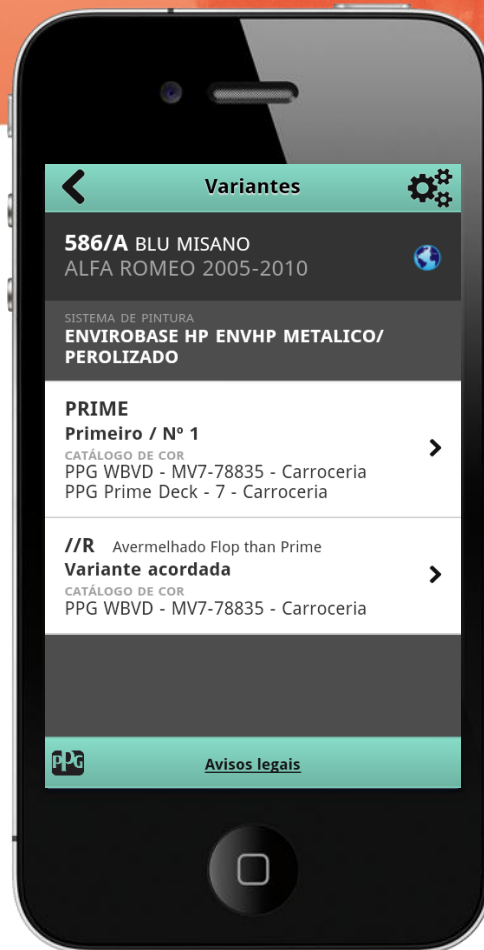 Variantes
586/A BLU MISANO
ALFA ROMEO 2005-2010
SISTEMA DE PINTURA
ENVIROBASE HP ENVHP METALICO/
PEROLIZADO
PRIME
Primeiro / Nº 1
CATÁLOGO DE COR
PPG WBVD - MV7-78835 - Carroceria
PPG Prime Deck - 7 - Carroceria
//R Avermelhado Flop than Prime
Variante acordada
CATÁLOGO DE COR
PPG WBVD - MV7-78835 - Carroceria
PPG Avisos legais